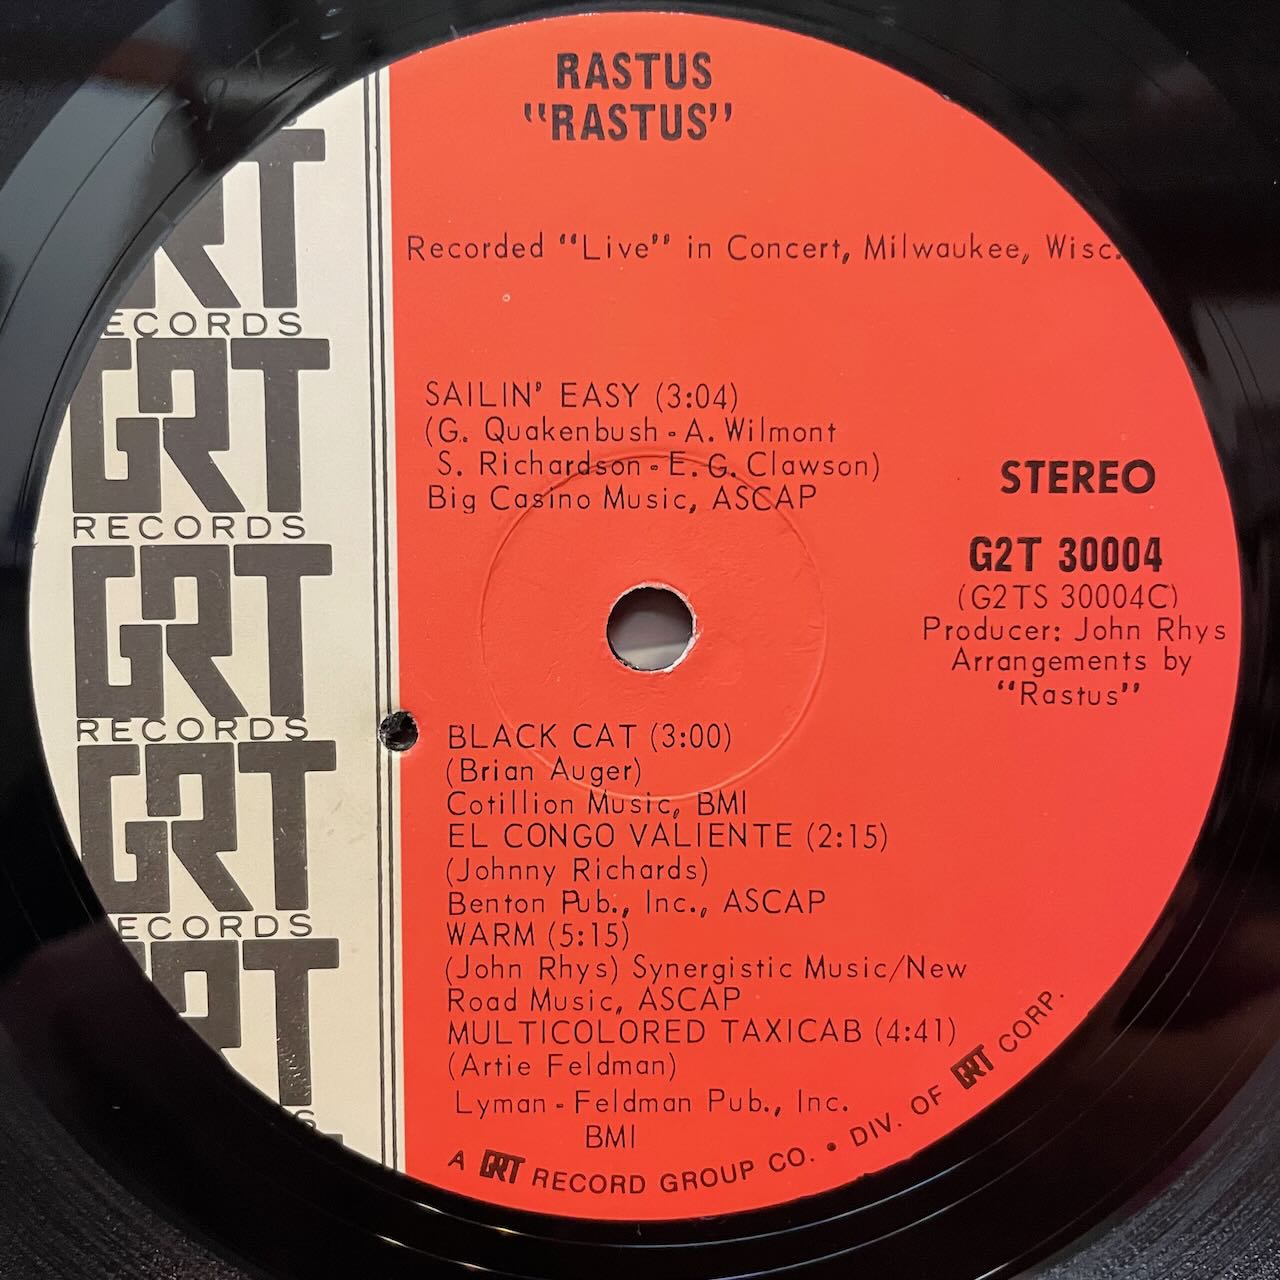 RASTUS
"RASTUS"
Recorded "Live" in Concert, Milwaukee, Wisc.
SAILIN' EASY (3:04)
(G. Quakenbush - A. Wilmont
S. Richardson - E. G. Clawson)
Big Casino Music, ASCAP
STEREO
G2T 30004
(G2TS 30004C)
Producer: John Rhys
Arrangements by
"Rastus"
BLACK CAT (3:00)
(Brian Auger)
Cotillion Music, BMI
EL CONGO VALIENTE (2:15)
(Johnny Richards)
Benton Pub., Inc., ASCAP
WARM (5:15)
(John Rhys) Synergistic Music/New
Road Music, ASCAP
MULTICOLORED TAXICAB (4:41)
(Artie Feldman)
Lyman - Feldman Pub., Inc.
BMI
A GRT RECORD GROUP CO. • DIV. OF GRT CORP.
RT
ECORDS
GRT
RECORDS
GRT
RECORDS
GRT
ECORDS
RT
S